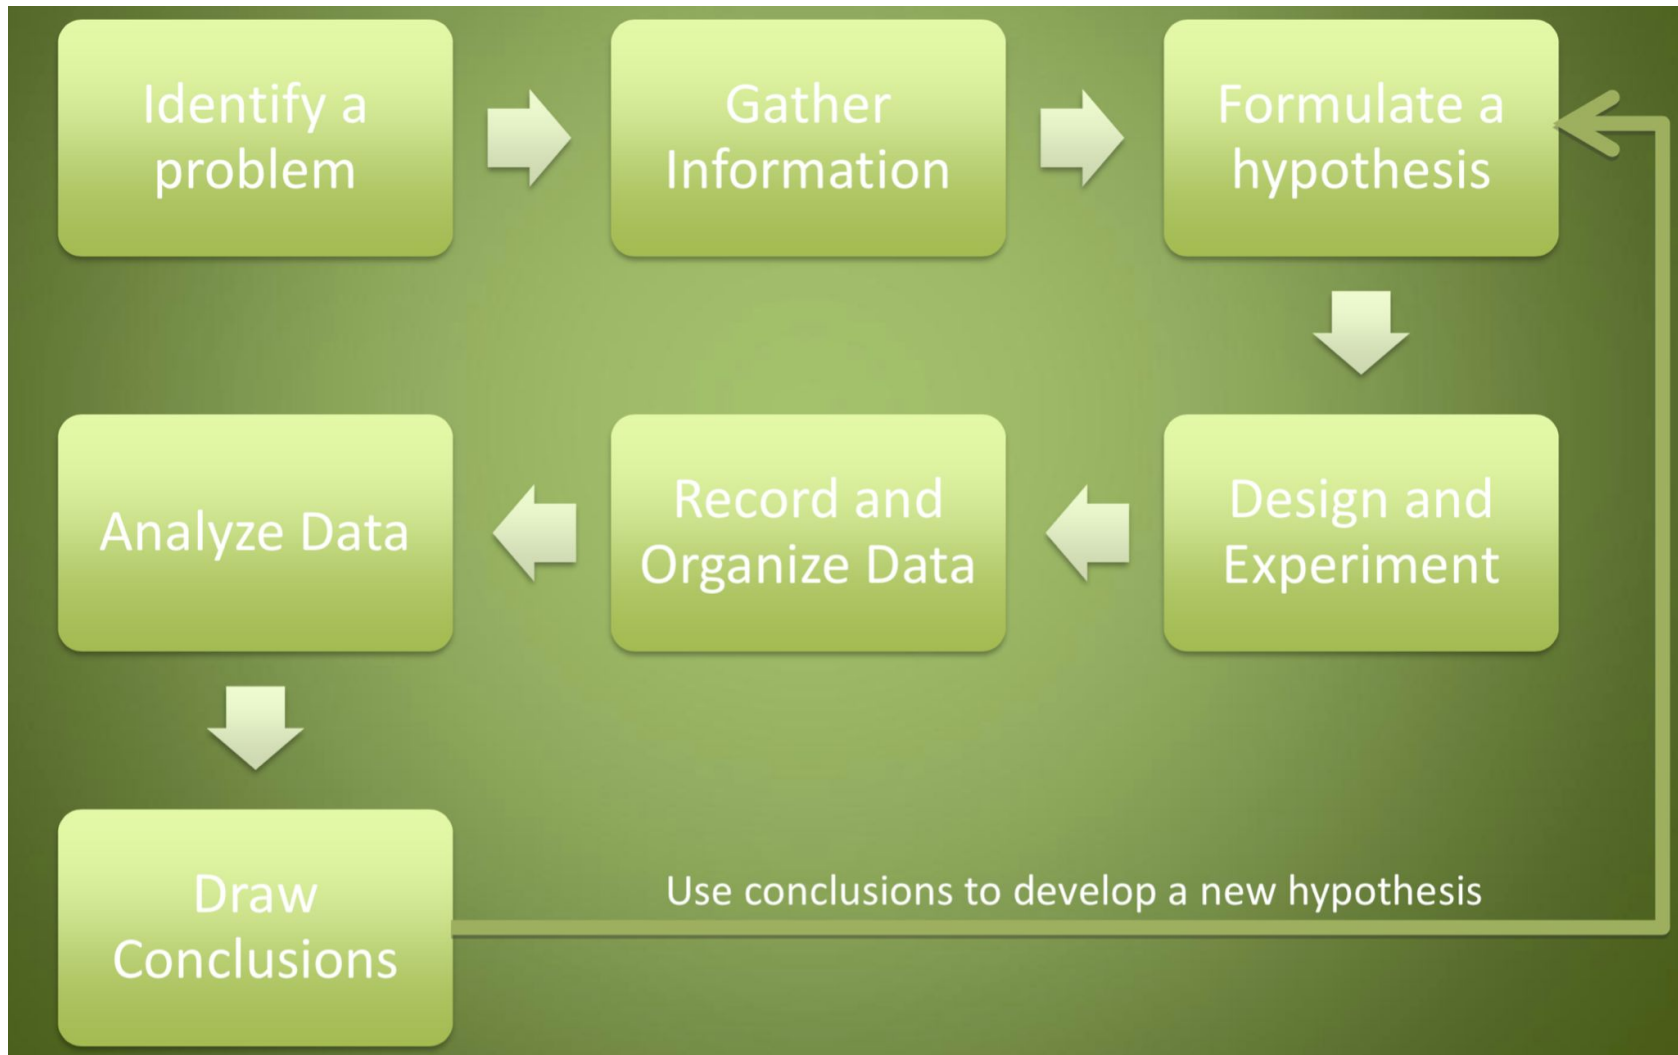 Identify a
problem
Gather
Information
Formulate a
hypothesis
Design and
Experiment
Record and
Organize Data
Analyze Data
Draw
Conclusions
Use conclusions to develop a new hypothesis